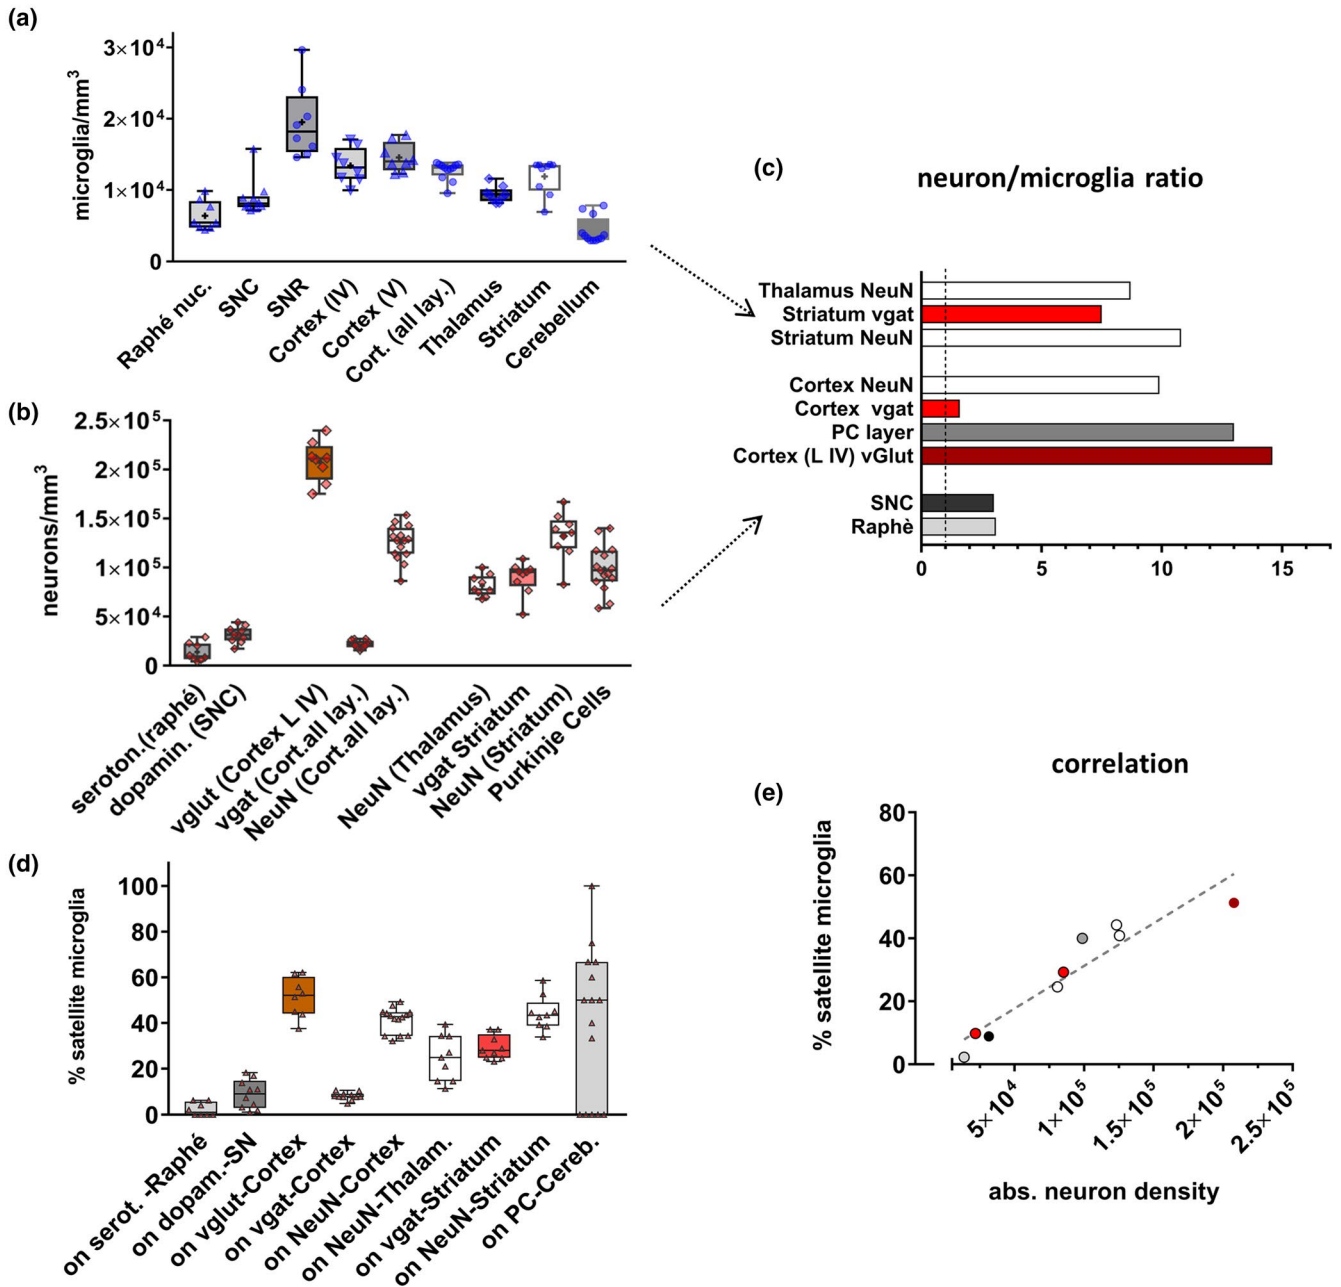 (a)
microglia/mm³
3×10⁴
2×10⁴
1×10⁴
0
Raphé nuc.
SNC
SNR
Cortex (IV)
Cortex (V)
Cort. (all lay.)
Thalamus
Striatum
Cerebellum
(b)
neurons/mm³
2.5×10⁵
2×10⁵
1.5×10⁵
1×10⁵
5×10⁴
0
seroton.(raphé)
dopamin. (SNC)
vglut (Cortex L IV)
vgat (Cort.all lay.)
NeuN (Cort.all lay.)
NeuN (Thalamus)
vgat Striatum
NeuN (Striatum)
Purkinje Cells
(c)
neuron/microglia ratio
Thalamus NeuN
Striatum vgat
Striatum NeuN
Cortex NeuN
Cortex vgat
PC layer
Cortex (L IV) vGlut
SNC
Raphè
0 5 10 15
(d)
% satellite microglia
100
80
60
40
20
0
on serot. -Raphé
on dopam.-SN
on vglut-Cortex
on vgat-Cortex
on NeuN-Cortex
on NeuN-Thalam.
on vgat-Striatum
on NeuN-Striatum
on PC-Cereb.
(e)
correlation
% satellite microglia
80
60
40
20
0
5×10⁴
1×10⁵
1.5×10⁵
2×10⁵
2.5×10⁵
abs. neuron density